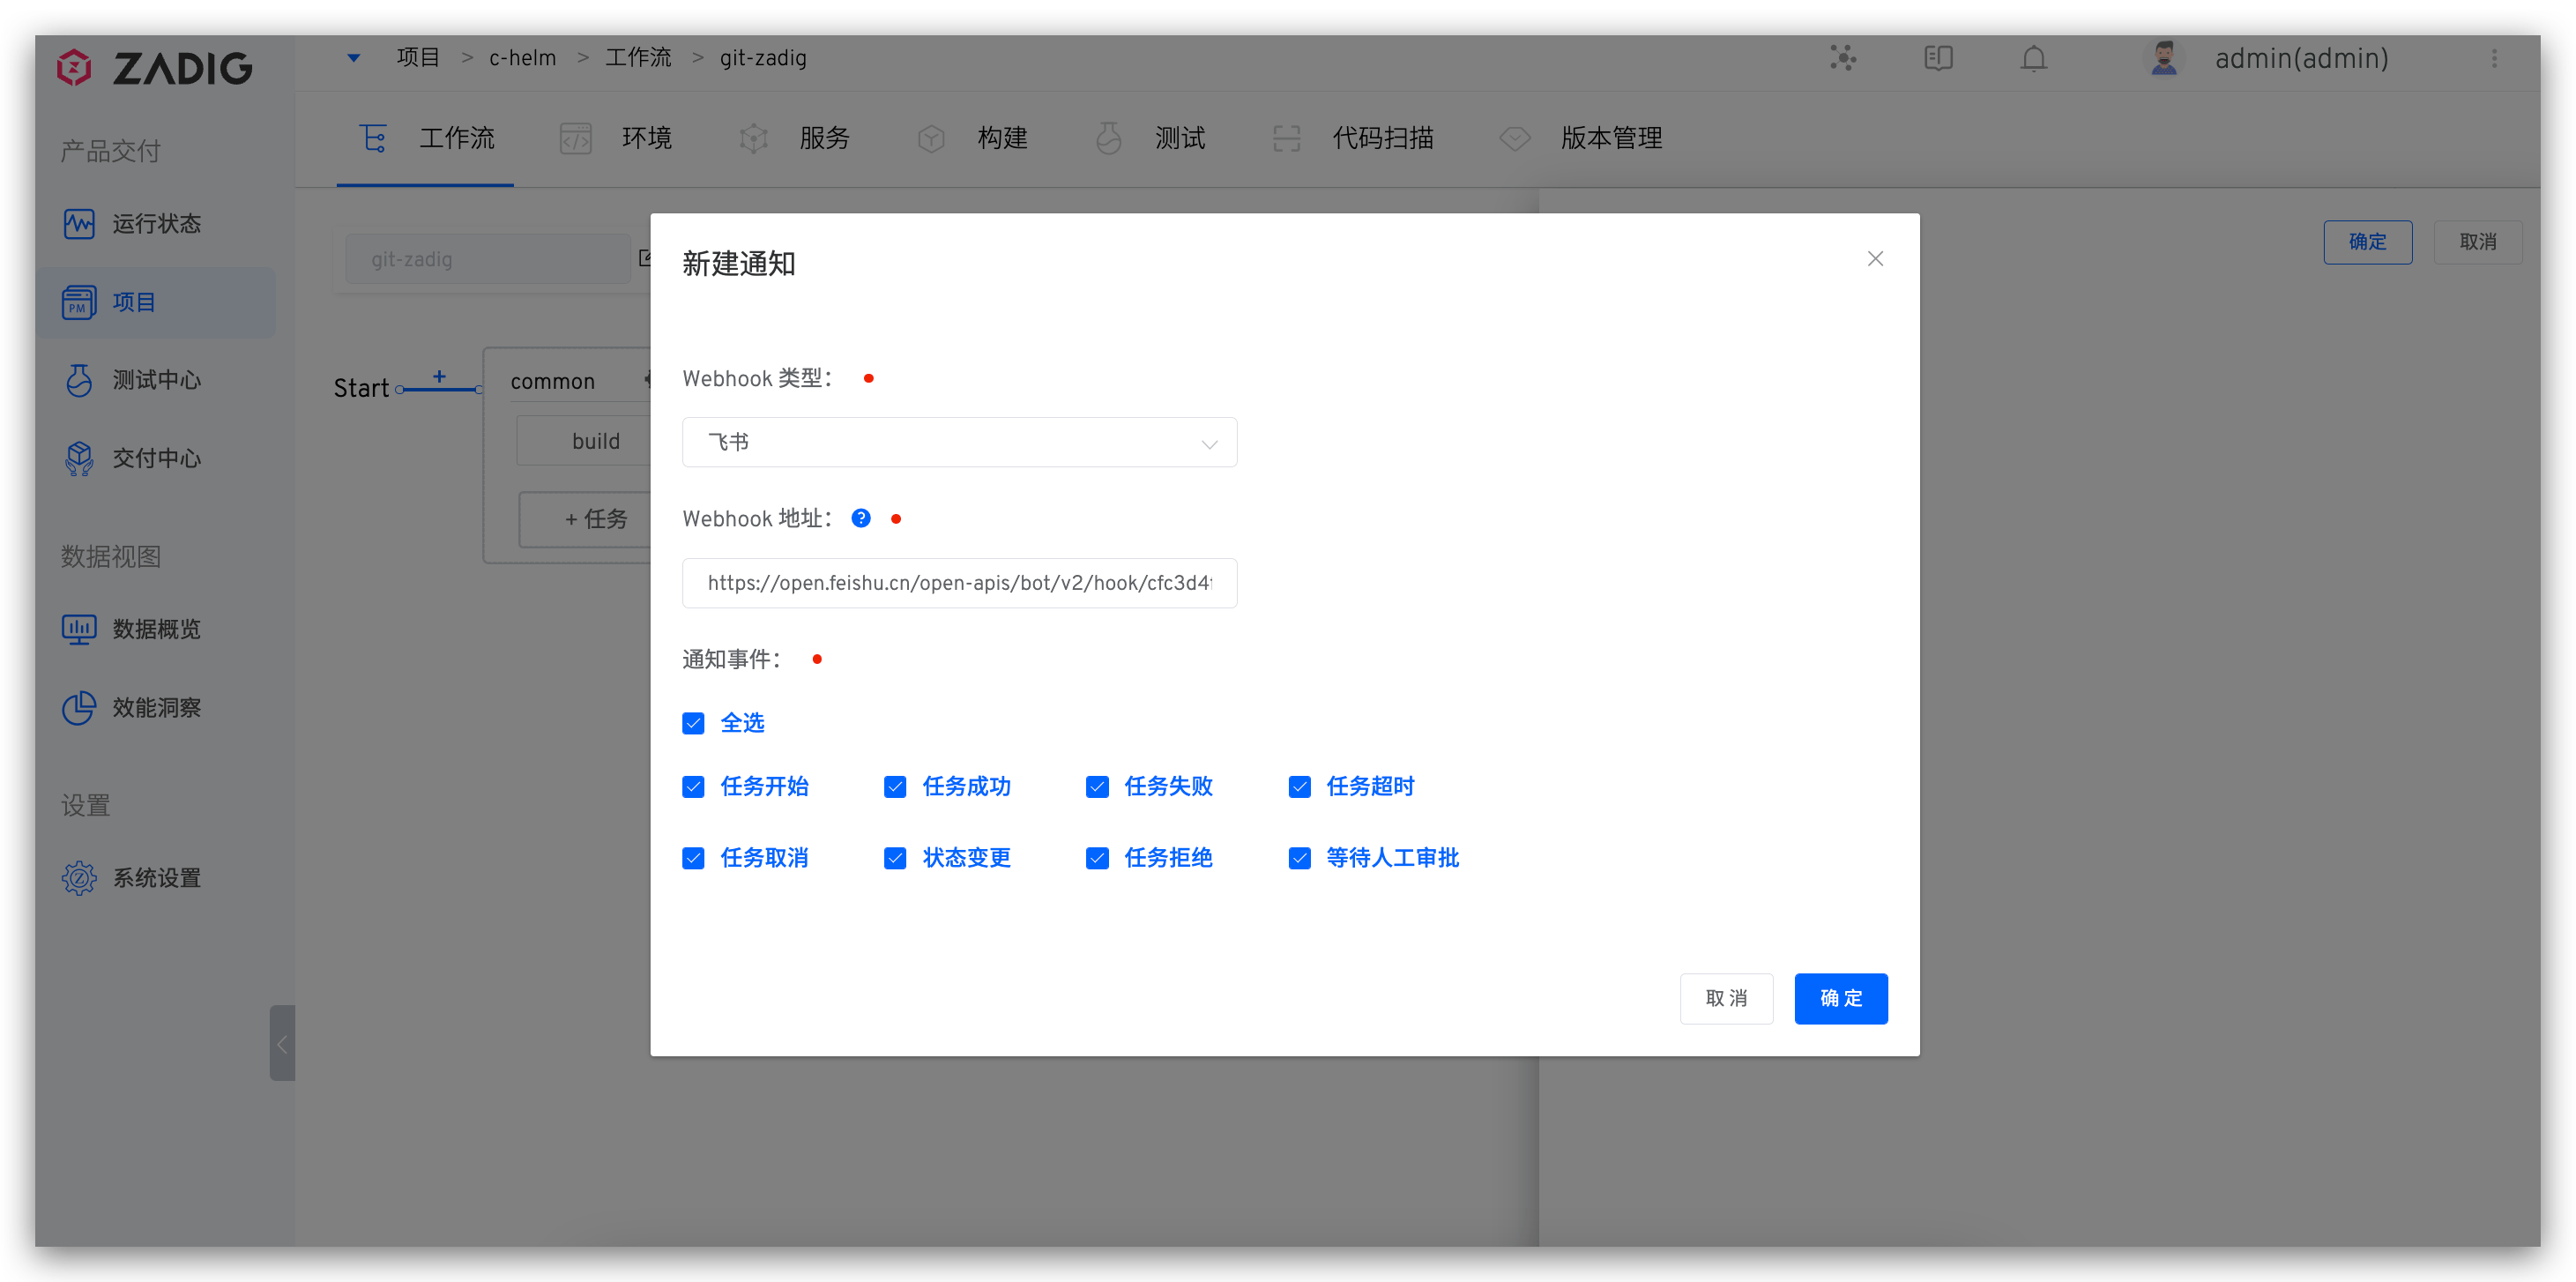 ZADIG
项目 > c-helm > 工作流 > git-zadig
admin(admin)
工作流 环境 服务 构建 测试 代码扫描 版本管理
产品交付
运行状态
项目
PM
测试中心
交付中心
数据视图
数据概览
效能洞察
设置
系统设置
git-zadig
确定 取消
Start
+
common
build
+ 任务
新建通知
Webhook 类型：
飞书
Webhook 地址： ?
https://open.feishu.cn/open-apis/bot/v2/hook/cfc3d4
通知事件：
全选
任务开始 任务成功 任务失败 任务超时
任务取消 状态变更 任务拒绝 等待人工审批
取消 确定